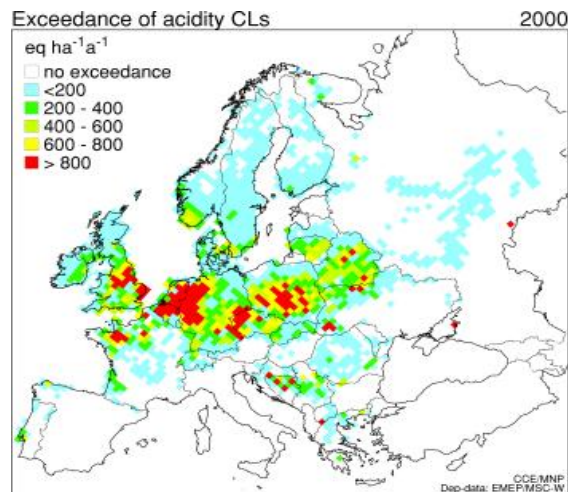 Exceedance of acidity CLs 2000
eq ha⁻¹a⁻¹
no exceedance
<200
200 - 400
400 - 600
600 - 800
> 800
CCE/MNP
Dep-data: EMEP/MSC-W